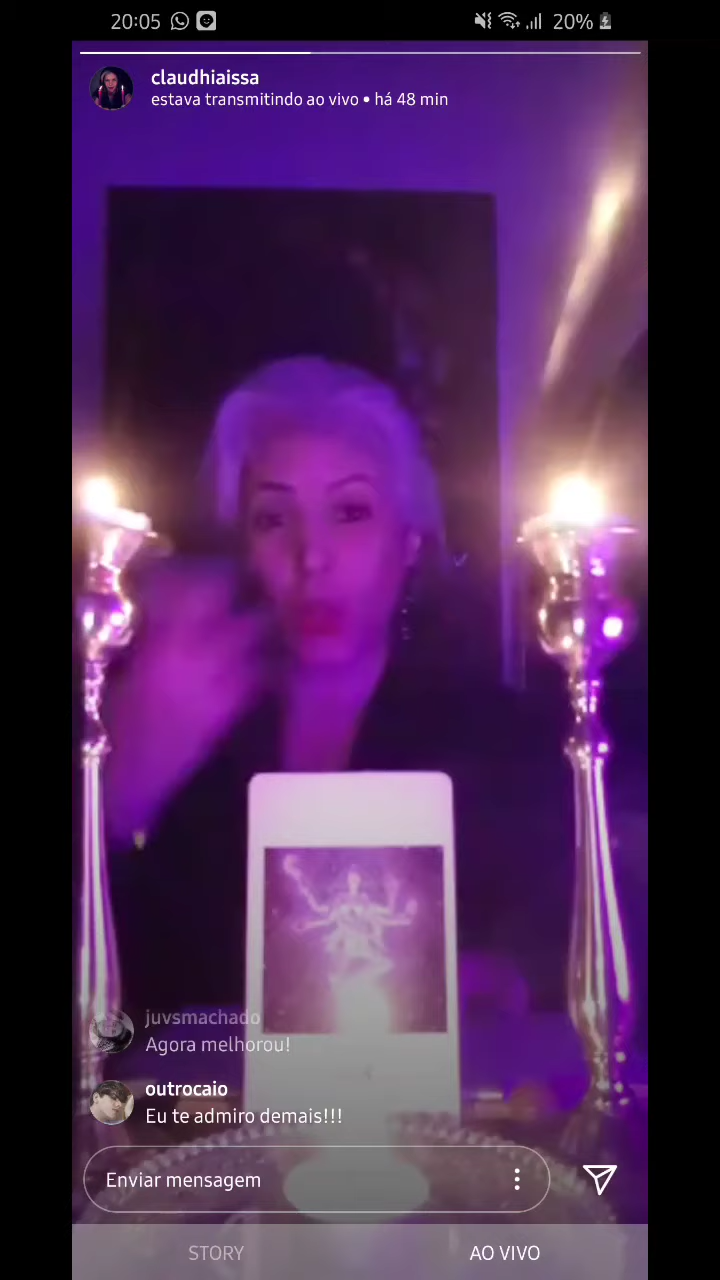 20:05
20%
claudhiaissa
estava transmitindo ao vivo • há 48 min
juvsmachado
Agora melhorou!
outrocaio
Eu te admiro demais!!!
Enviar mensagem
STORY
AO VIVO